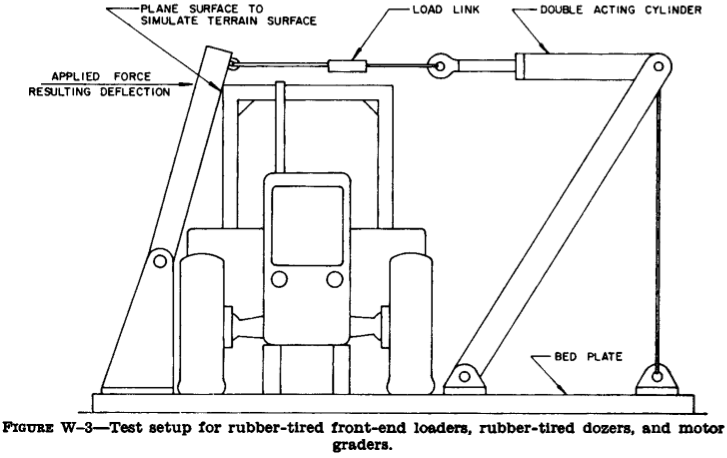 PLANE SURFACE TO
SIMULATE TERRAIN SURFACE
LOAD LINK
DOUBLE ACTING CYLINDER
APPLIED FORCE
RESULTING DEFLECTION
BED PLATE
FIGURE W-3—Test setup for rubber-tired front-end loaders, rubber-tired dozers, and motor
graders.